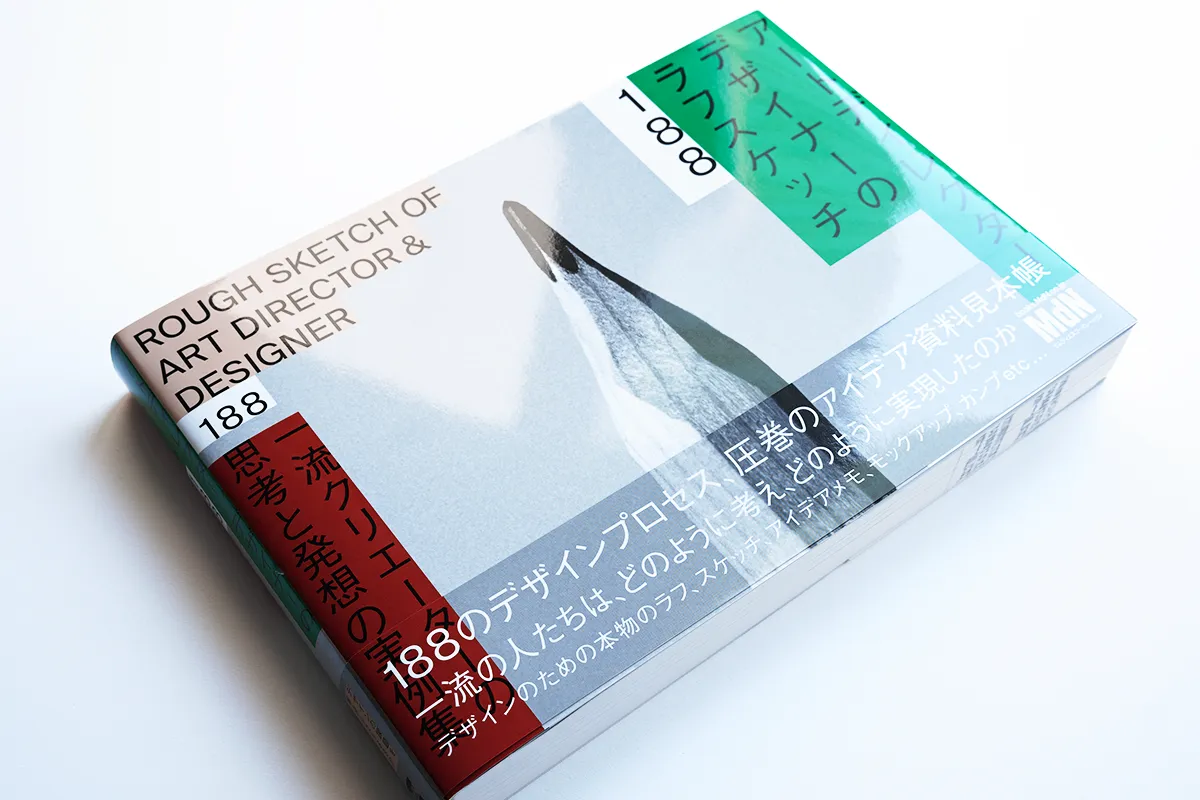 ROUGH SKETCH OF
ART DIRECTOR &
DESIGNER
188
アートディレクター、
デザイナーの
ラフスケッチ
188
一流クリエーターの
思考と発想の実例集
188のデザインプロセス、圧巻のアイデア資料見本帳
一流の人たちは、どのように考え、どのように実現したのか
デザインのための本物のラフ、スケッチ、アイデアメモ、モックアップ、カンプetc…
MdN